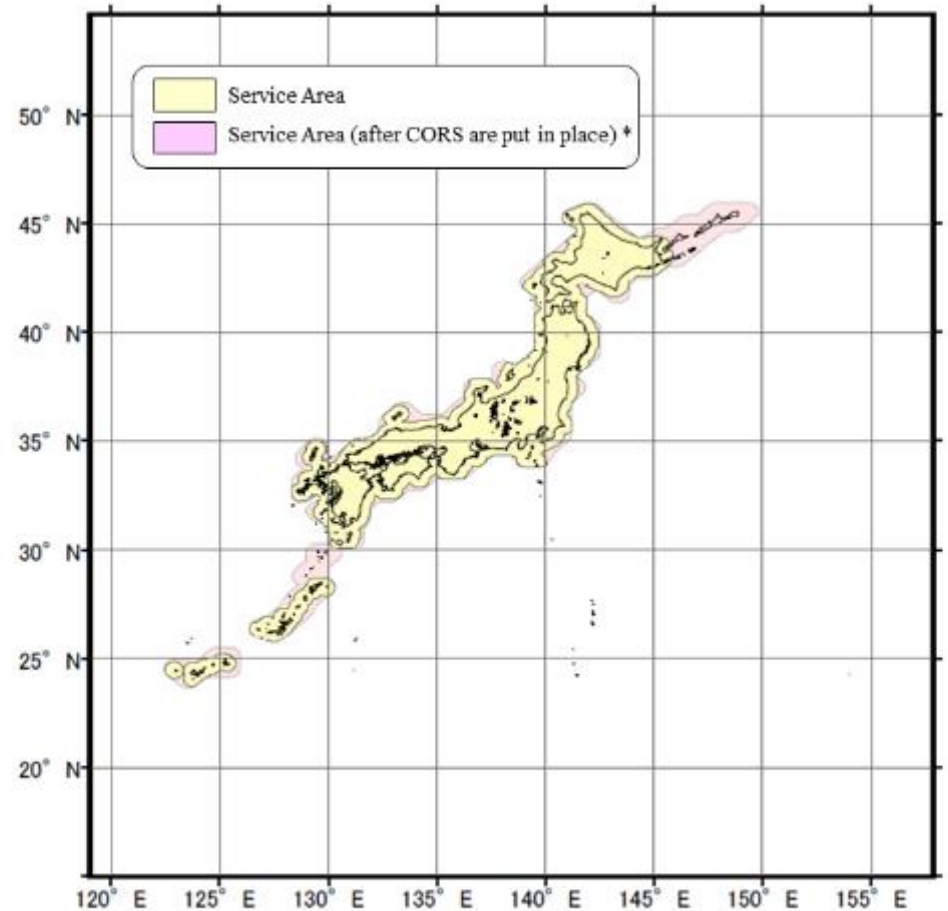 Service Area
Service Area (after CORS are put in place) *
50° N
45° N
40° N
35° N
30° N
25° N
20° N
120° E 125° E 130° E 135° E 140° E 145° E 150° E 155° E